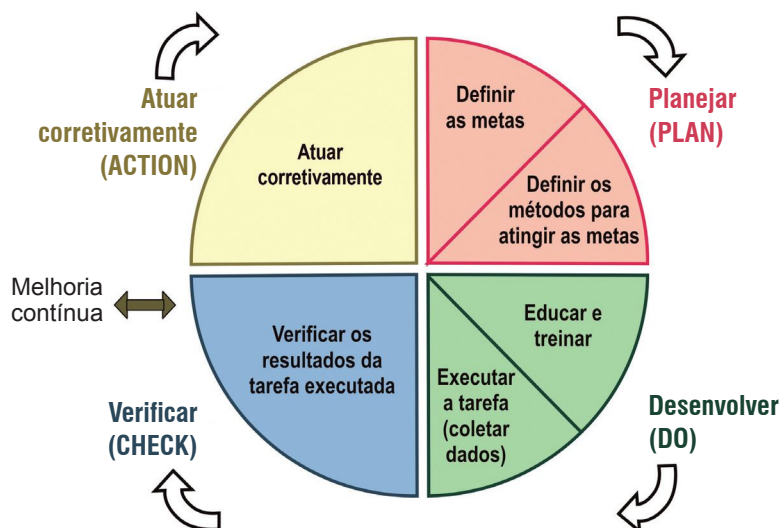 Atuar
corretivamente
(ACTION)
Atuar
corretivamente
Definir
as metas
Definir os
métodos para
atingir as metas
Planejar
(PLAN)
Melhoria
contínua
Verificar os
resultados da
tarefa executada
Educar e
treinar
Executar
a tarefa
(coletar
dados)
Verificar
(CHECK)
Desenvolver
(DO)